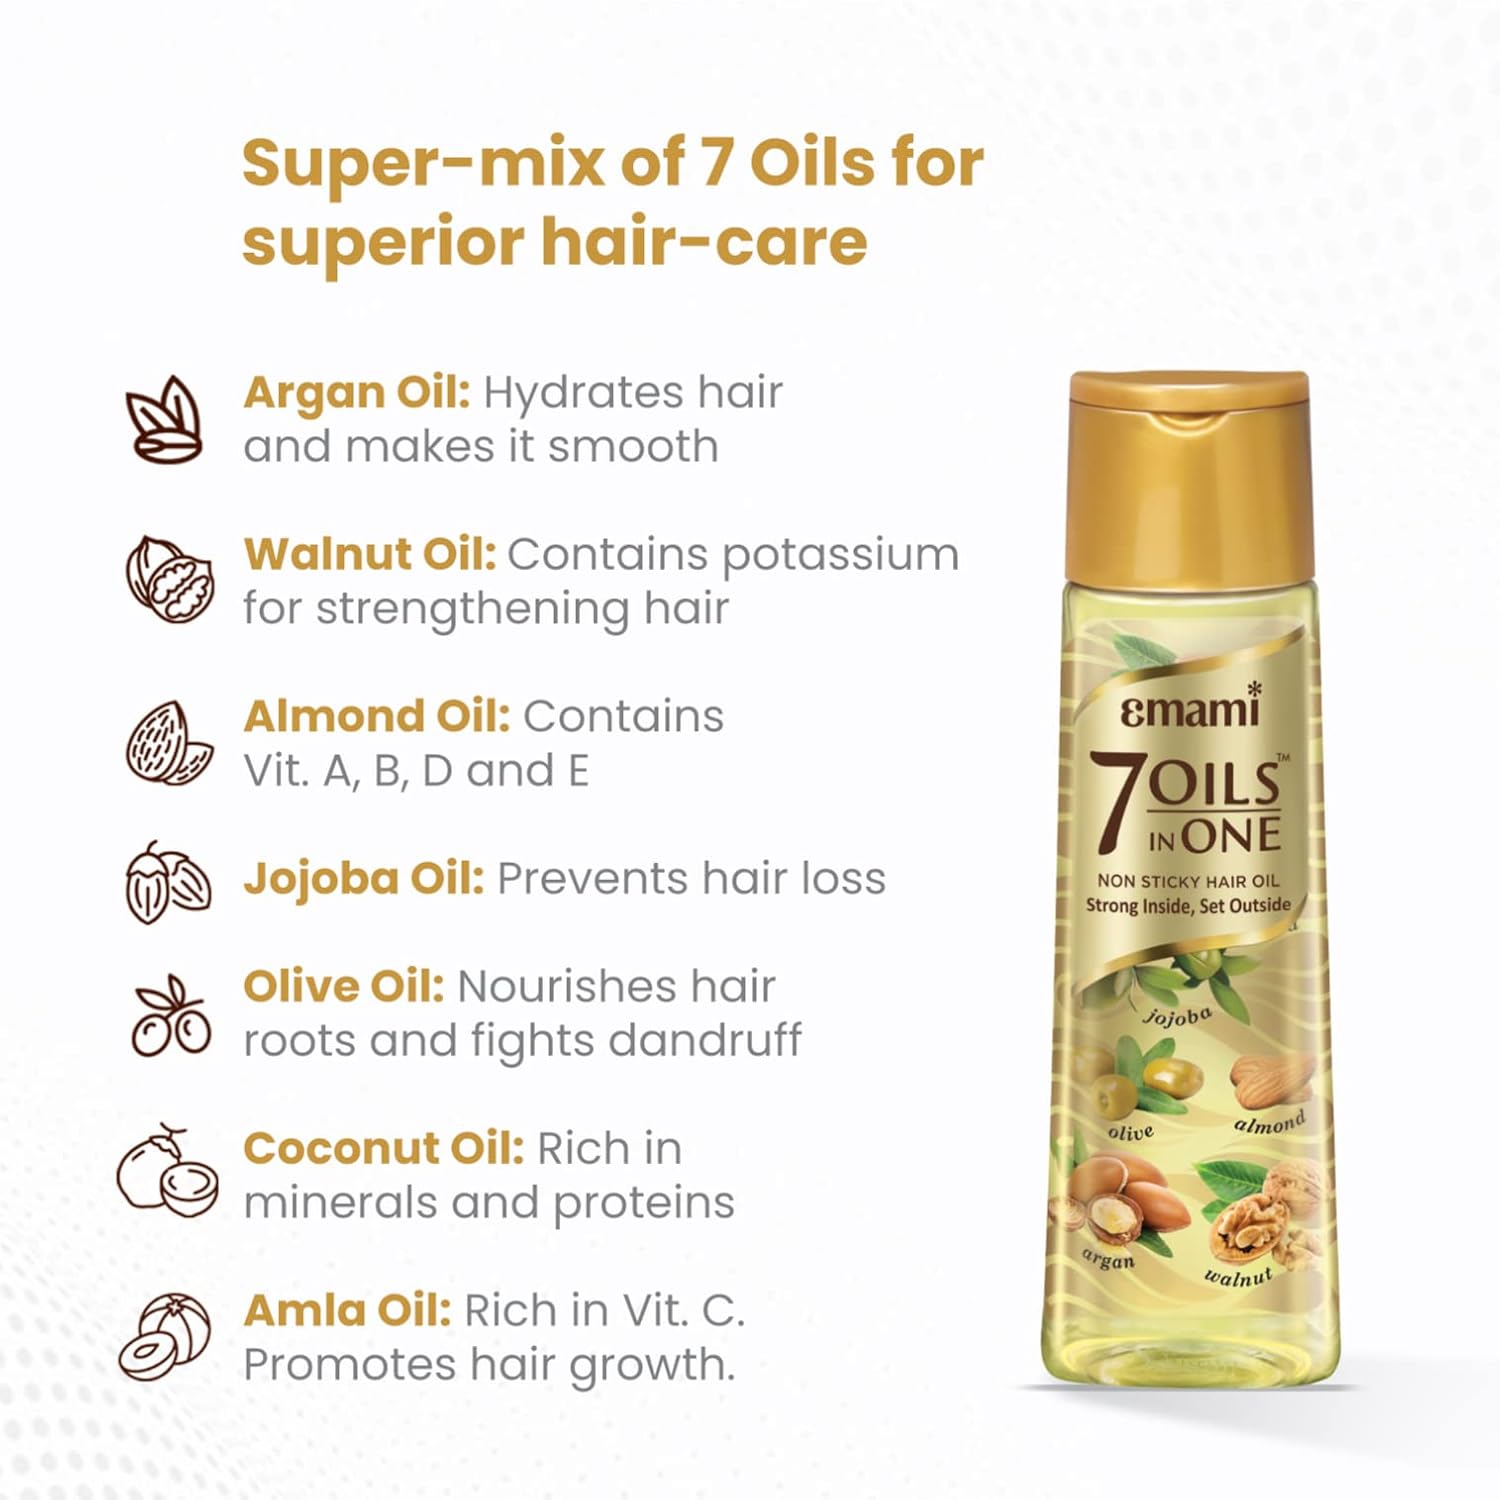 Super-mix of 7 Oils for
superior hair-care
Argan Oil: Hydrates hair
and makes it smooth
Walnut Oil: Contains potassium
for strengthening hair
Almond Oil: Contains
Vit. A, B, D and E
Jojoba Oil: Prevents hair loss
Olive Oil: Nourishes hair
roots and fights dandruff
Coconut Oil: Rich in
minerals and proteins
Amla Oil: Rich in Vit. C.
Promotes hair growth.
emami*
7 OILS™
IN ONE
NON STICKY HAIR OIL
Strong Inside, Set Outside
jojoba
olive
almond
argan
walnut